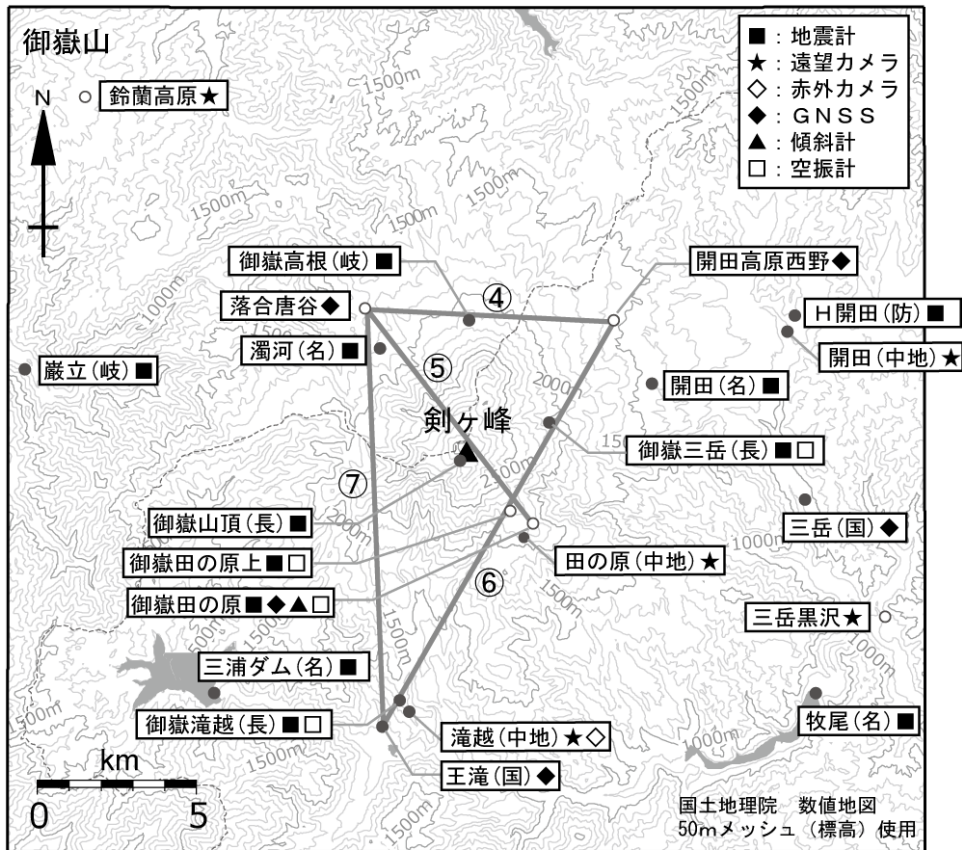 御嶽山
N
鈴蘭高原★
■：地震計
★：遠望カメラ
◇：赤外カメラ
◆：GNSS
▲：傾斜計
□：空振計
1500m
1500m
1500m
1500m
1000m
御嶽高根(岐)■
④
開田高原西野◆
落合唐谷◆
H開田(防)■
濁河(名)■
1500m
開田(中地)★
巌立(岐)■
⑤
2000
開田(名)■
剣ヶ峰
御嶽三岳(長)■□
⑦
御嶽山頂(長)■
三岳(国)◆
御嶽田の原上■□
田の原(中地)★
1000m
⑥
御嶽田の原■◆▲□
1500m
三岳黒沢★
1500m
三浦ダム(名)■
1000m
御嶽滝越(長)■□
滝越(中地)★◇
牧尾(名)■
1000m
王滝(国)◆
km
0 5
1500m
国土地理院 数値地図
50mメッシュ(標高)使用